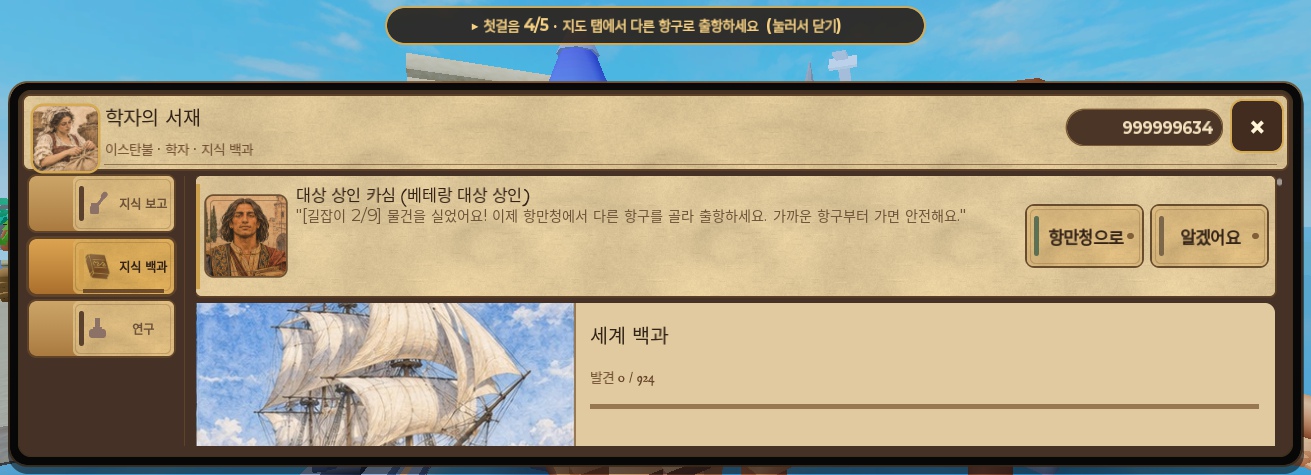 ▸ 첫걸음 4/5 · 지도 탭에서 다른 항구로 출항하세요 (눌러서 닫기)
학자의 서재
이스탄불 · 학자 · 지식 백과
999999634
×
지식 보고
지식 백과
연구
대상 상인 카심 (베테랑 대상 상인)
"[길잡이 2/9] 물건을 실었어요! 이제 항만청에서 다른 항구를 골라 출항하세요. 가까운 항구부터 가면 안전해요."
항만청으로
알겠어요
세계 백과
발견 0 / 924